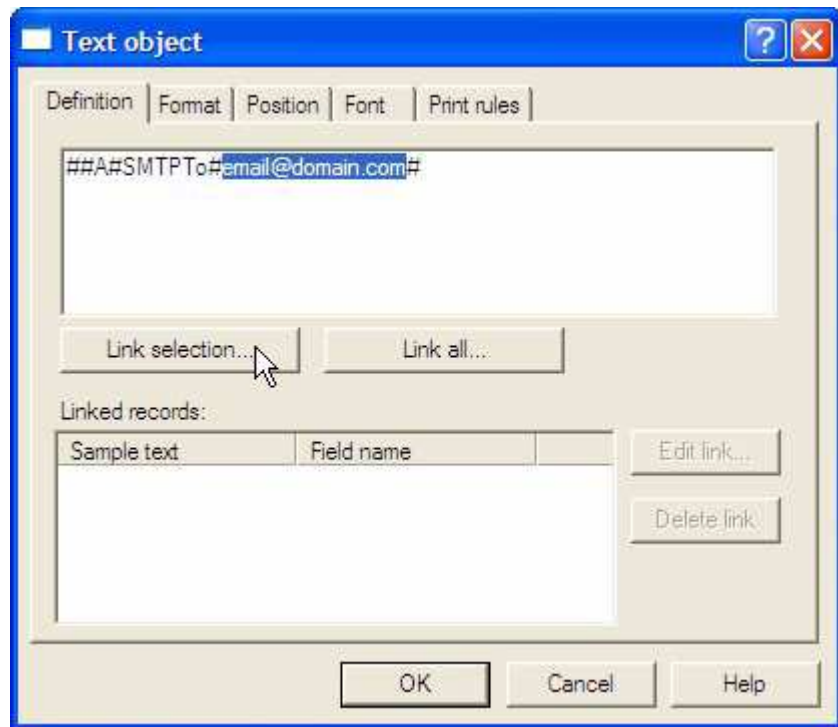 Text object
Definition Format Position Font Print rules
##A#SMTPTo#email@domain.com#
Link selection... Link all...
Linked records:
Sample text Field name
Edit link...
Delete link
OK Cancel Help